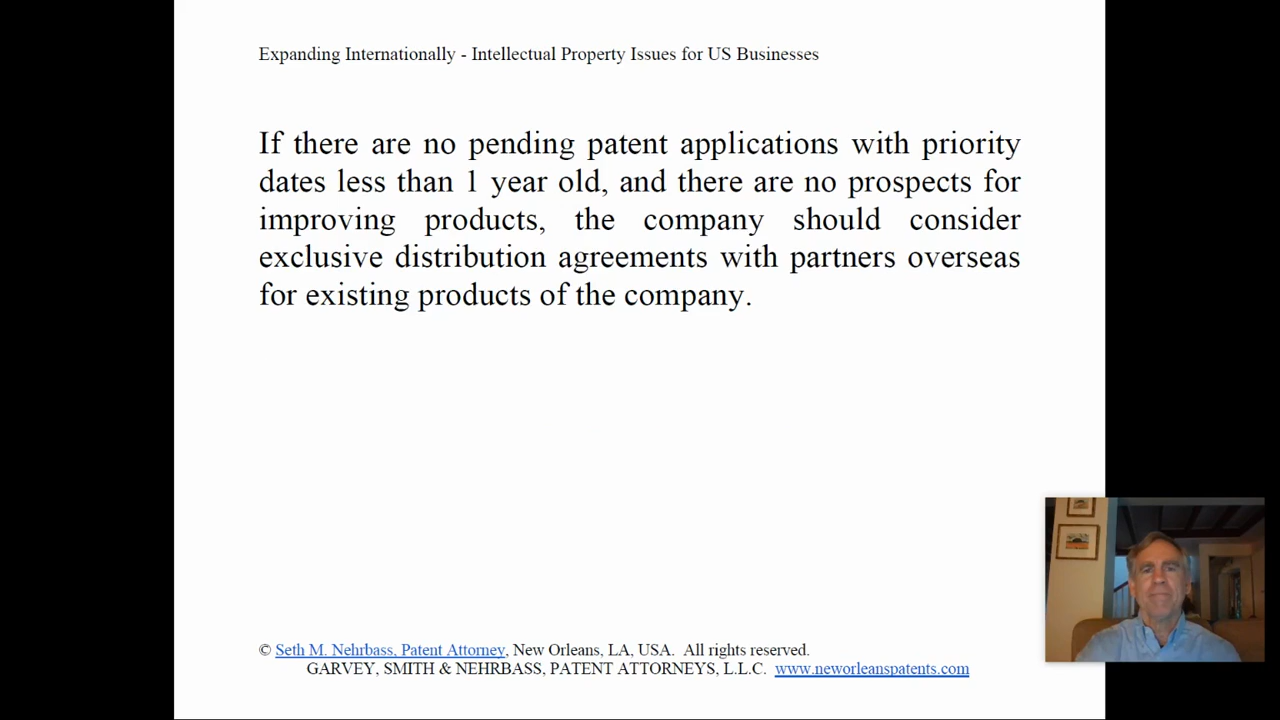 Expanding Internationally - Intellectual Property Issues for US Businesses
If there are no pending patent applications with priority
dates less than 1 year old, and there are no prospects for
improving products, the company should consider
exclusive distribution agreements with partners overseas
for existing products of the company.
© Seth M. Nehrbass, Patent Attorney, New Orleans, LA, USA.  All rights reserved.
GARVEY, SMITH & NEHRBASS, PATENT ATTORNEYS, L.L.C.  www.neworleanspatents.com